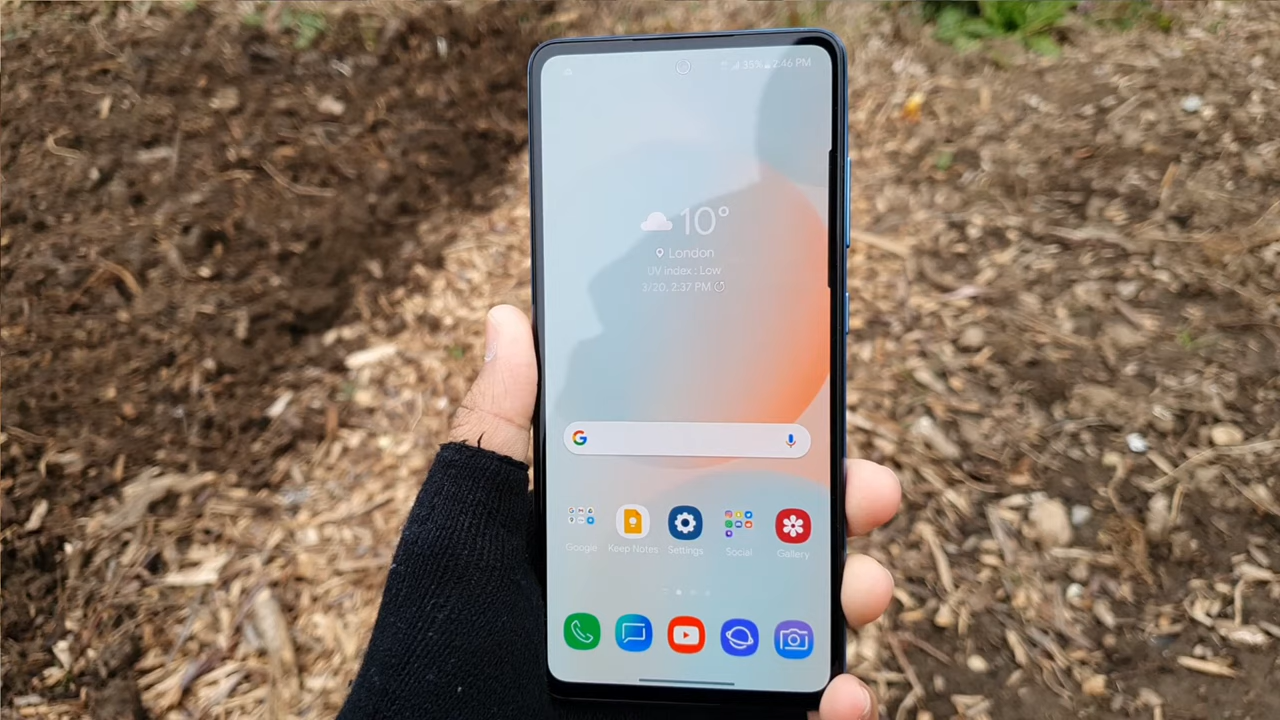 35% 2:46 PM
10°
London
UV index : Low
3/20, 2:37 PM
G
Google
Keep Notes
Settings
Social
Gallery